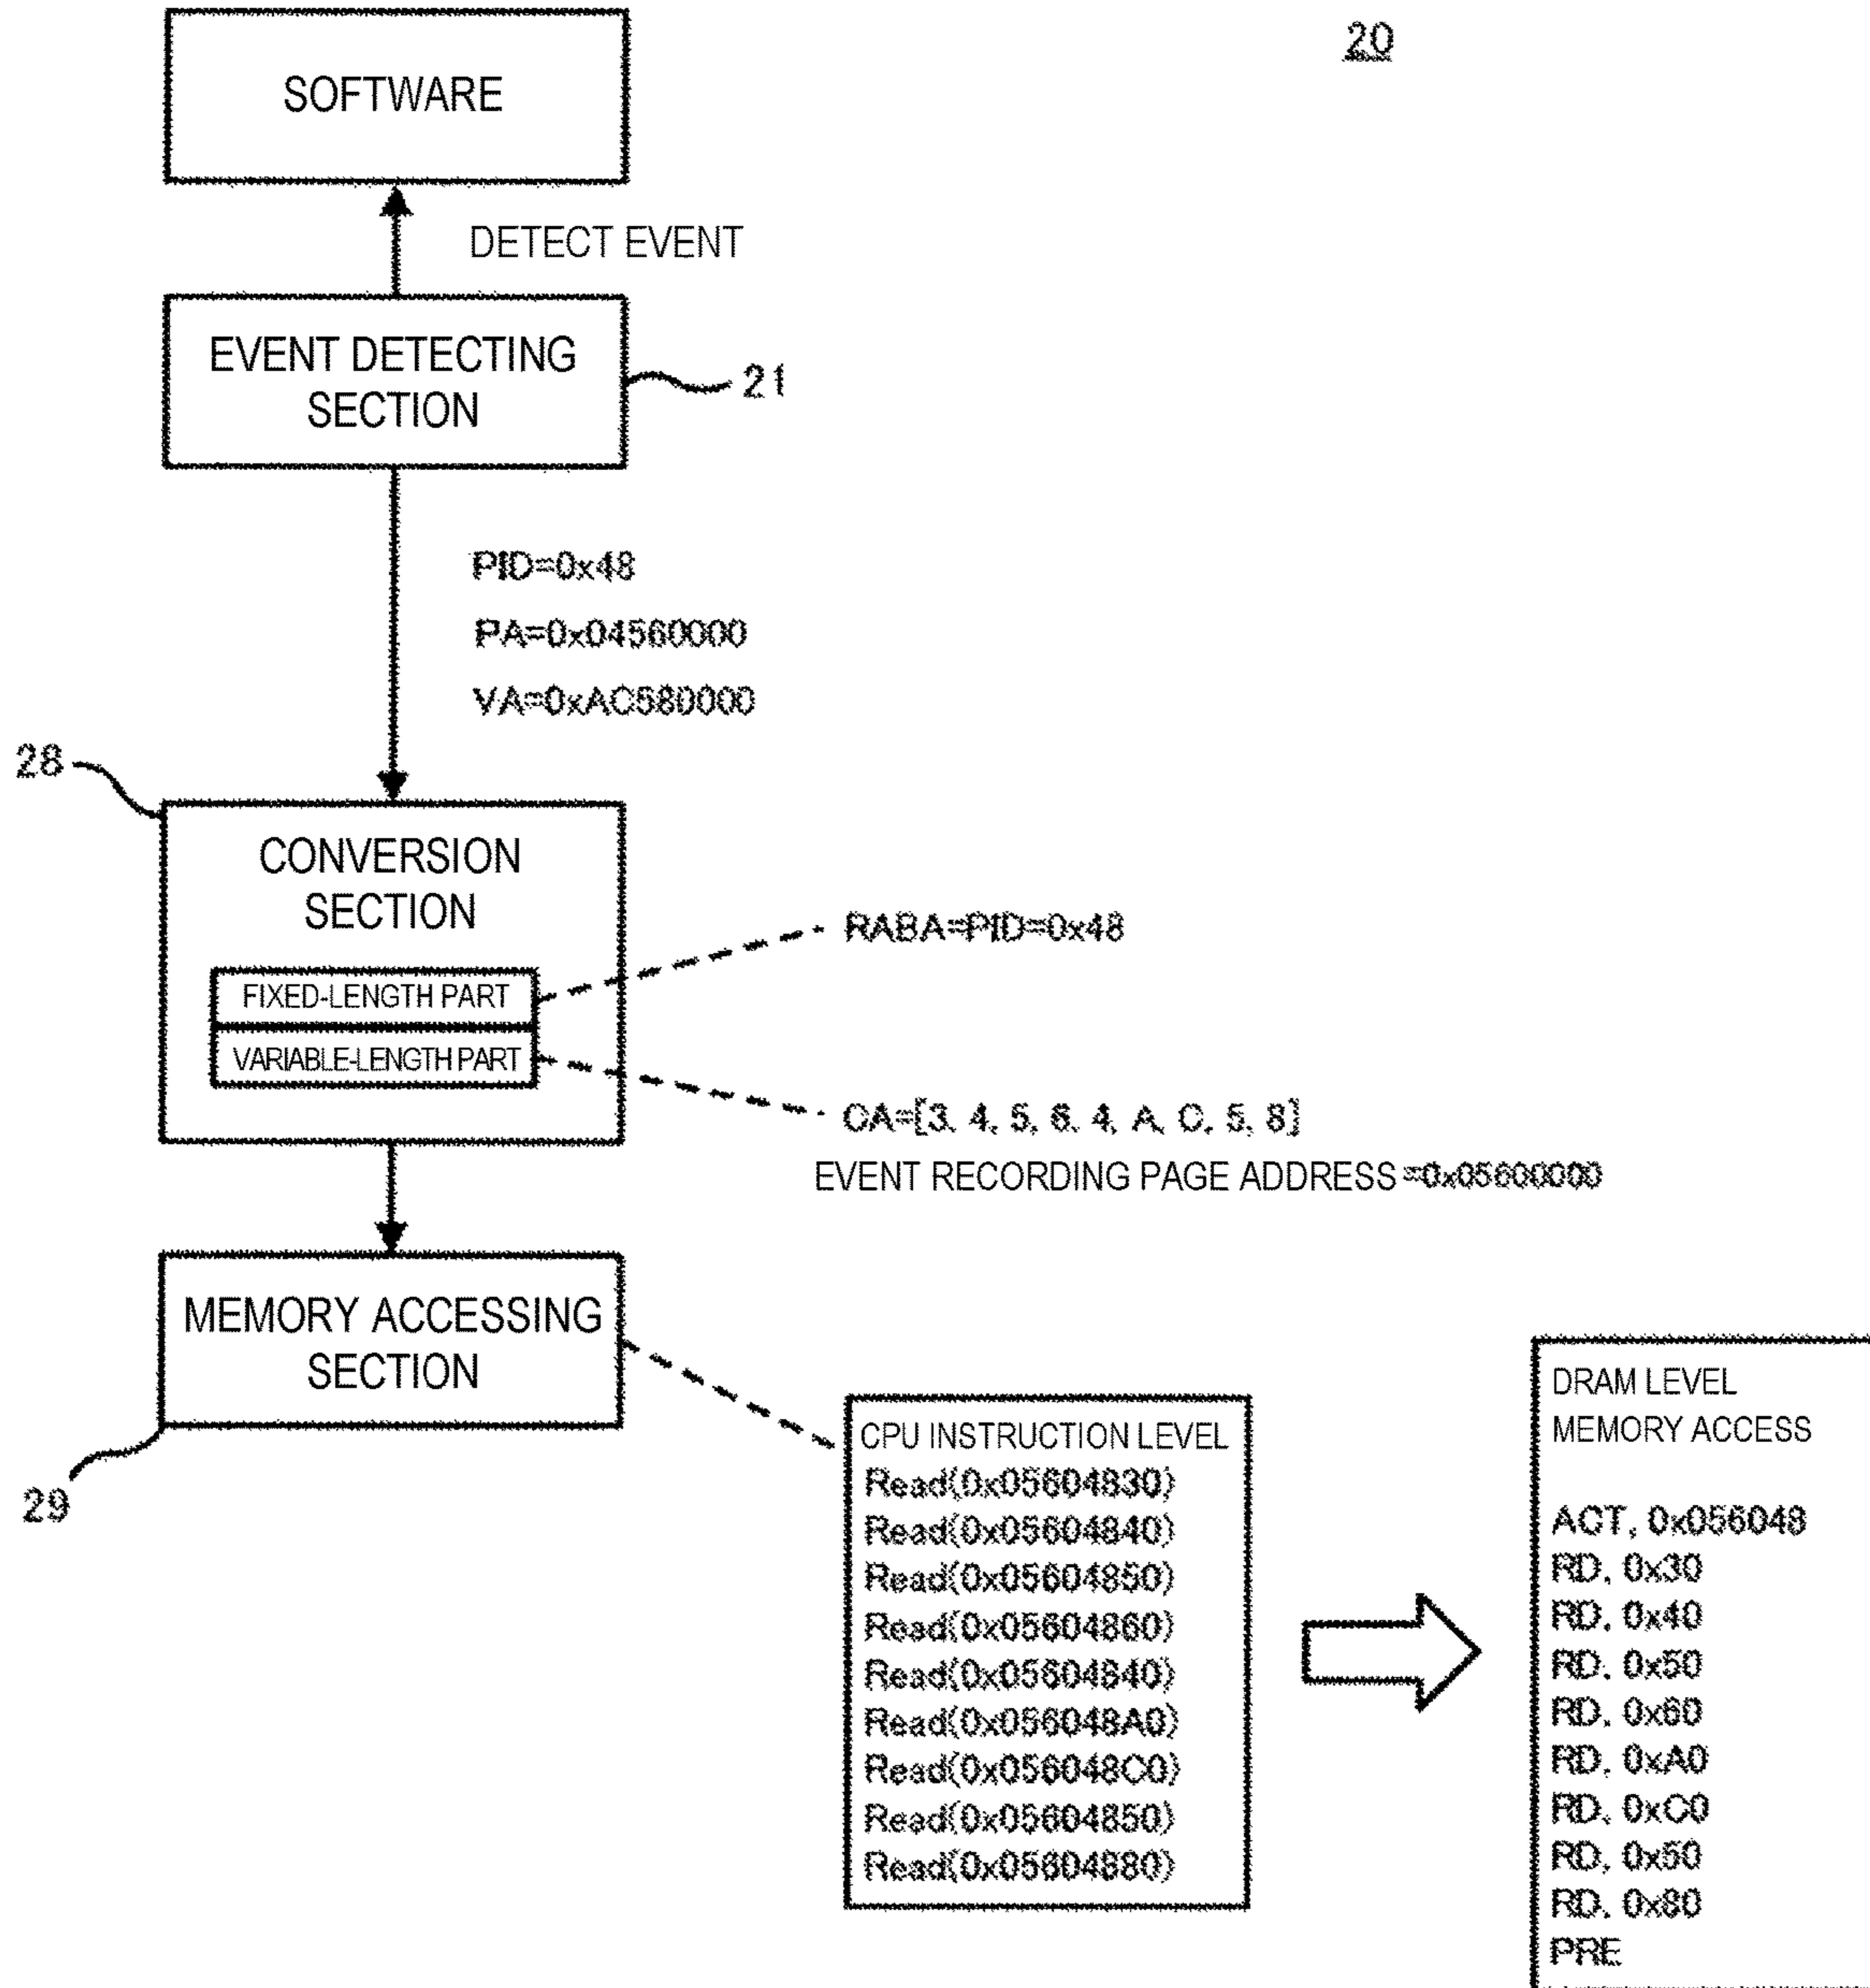 20
SOFTWARE
DETECT EVENT
EVENT DETECTING
SECTION
21
PID=0x48
PA=0x04560000
VA=0xAC580000
28
CONVERSION
SECTION
FIXED-LENGTH PART
VARIABLE-LENGTH PART
RABA=PID=0x48
CA=[3, 4, 5, 6, 4, A, C, 5, 8]
EVENT RECORDING PAGE ADDRESS=0x05600000
MEMORY ACCESSING
SECTION
29
CPU INSTRUCTION LEVEL
Read(0x05604830)
Read(0x05604840)
Read(0x05604850)
Read(0x05604860)
Read(0x05604840)
Read(0x056048A0)
Read(0x056048C0)
Read(0x05604850)
Read(0x05604880)
DRAM LEVEL
MEMORY ACCESS
ACT, 0x056048
RD, 0x30
RD, 0x40
RD, 0x50
RD, 0x60
RD, 0xA0
RD, 0xC0
RD, 0x50
RD, 0x80
PRE